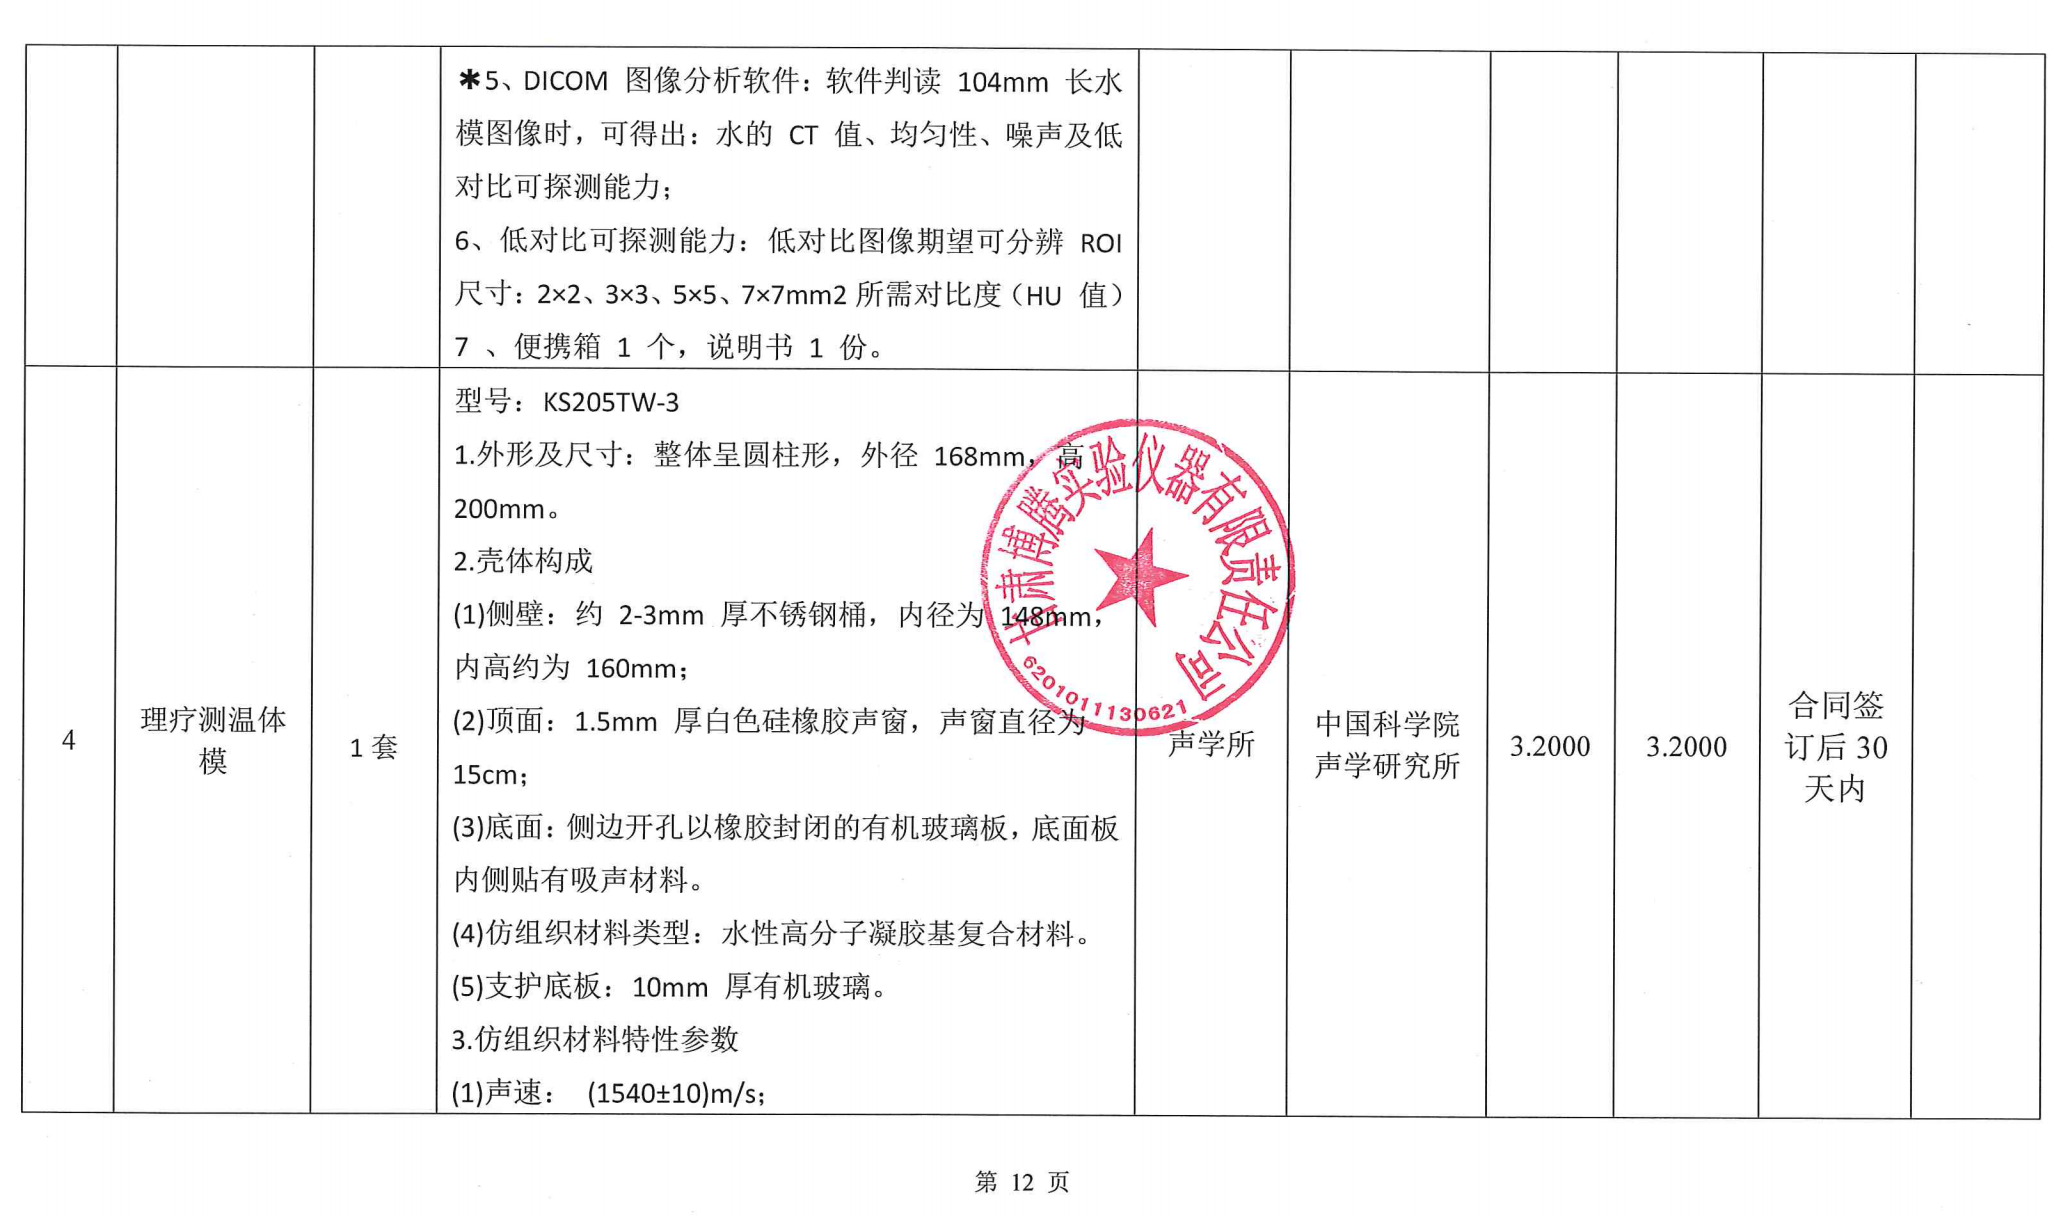 ✱5、DICOM 图像分析软件：软件判读 104mm 长水
模图像时，可得出：水的 CT 值、均匀性、噪声及低
对比可探测能力；
6、低对比可探测能力：低对比图像期望可分辨 ROI
尺寸：2×2、3×3、5×5、7×7mm2 所需对比度（HU 值）
7 、便携箱 1 个，说明书 1 份。
4
理疗测温体
模
1 套
型号：KS205TW-3
1.外形及尺寸：整体呈圆柱形，外径 168mm，高
200mm。
2.壳体构成
(1)侧壁：约 2-3mm 厚不锈钢桶，内径为 148mm，
内高约为 160mm；
(2)顶面：1.5mm 厚白色硅橡胶声窗，声窗直径为
15cm；
(3)底面：侧边开孔以橡胶封闭的有机玻璃板，底面板
内侧贴有吸声材料。
(4)仿组织材料类型：水性高分子凝胶基复合材料。
(5)支护底板：10mm 厚有机玻璃。
3.仿组织材料特性参数
(1)声速： (1540±10)m/s；
声学所
中国科学院
声学研究所
3.2000
3.2000
合同签
订后 30
天内
甘肃博腾实验仪器有限责任公司
6201011130621
第 12 页